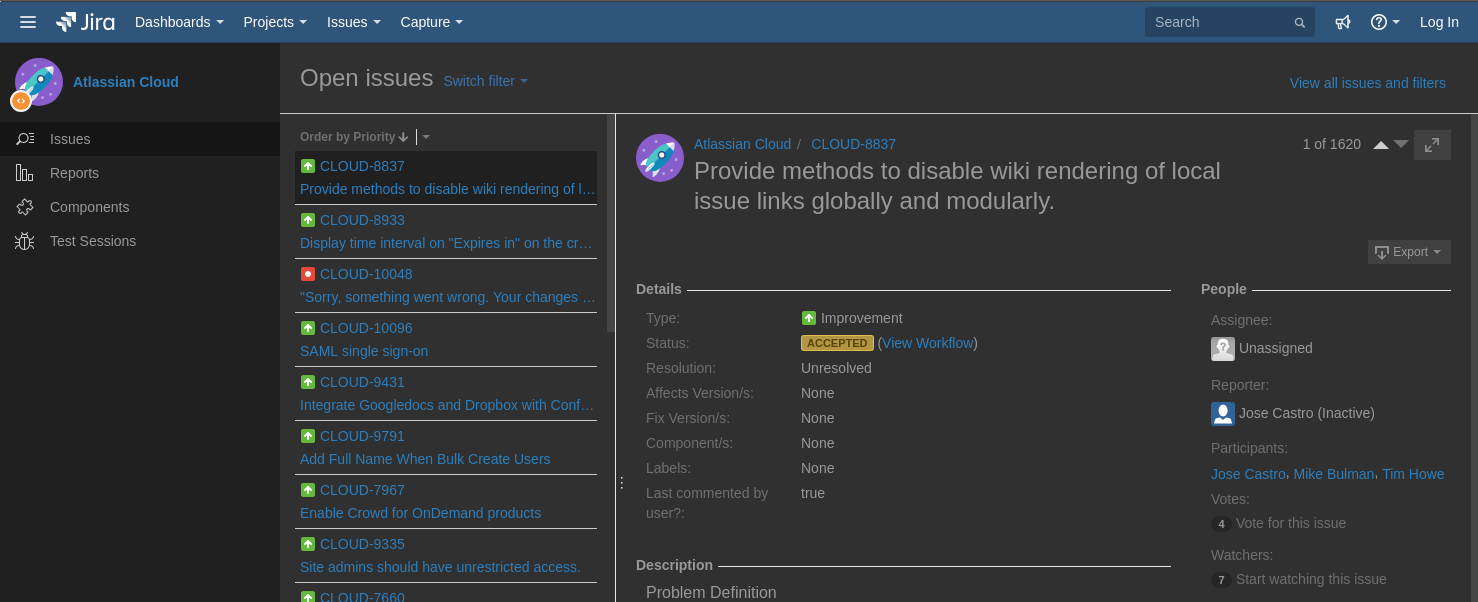 Jira Dashboards Projects Issues Capture Search Log In
Atlassian Cloud
Issues
Reports
Components
Test Sessions
Open issues Switch filter
View all issues and filters
Order by Priority
CLOUD-8837
Provide methods to disable wiki rendering of l…
CLOUD-8933
Display time interval on "Expires in" on the cr…
CLOUD-10048
"Sorry, something went wrong. Your changes …
CLOUD-10096
SAML single sign-on
CLOUD-9431
Integrate Googledocs and Dropbox with Conf…
CLOUD-9791
Add Full Name When Bulk Create Users
CLOUD-7967
Enable Crowd for OnDemand products
CLOUD-9335
Site admins should have unrestricted access.
CLOUD-7660
Atlassian Cloud / CLOUD-8837
1 of 1620
Provide methods to disable wiki rendering of local
issue links globally and modularly.
Export
Details
Type: Improvement
Status: ACCEPTED (View Workflow)
Resolution: Unresolved
Affects Version/s: None
Fix Version/s: None
Component/s: None
Labels: None
Last commented by true
user?:
Description
Problem Definition
People
Assignee:
Unassigned
Reporter:
Jose Castro (Inactive)
Participants:
Jose Castro, Mike Bulman, Tim Howe
Votes:
4 Vote for this issue
Watchers:
7 Start watching this issue